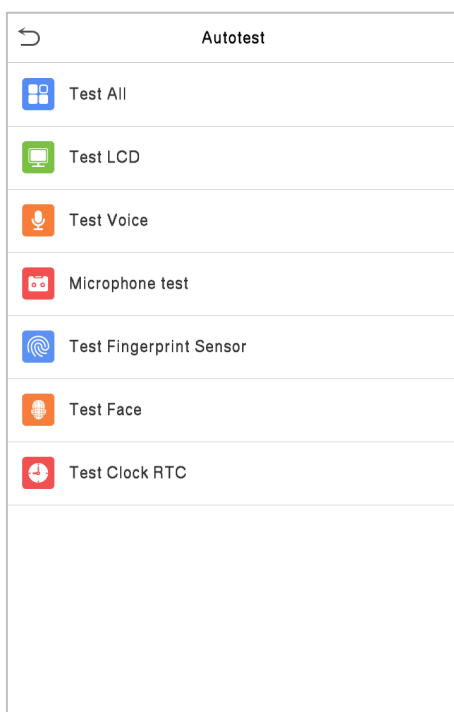 Autotest
Test All
Test LCD
Test Voice
Microphone test
Test Fingerprint Sensor
Test Face
Test Clock RTC